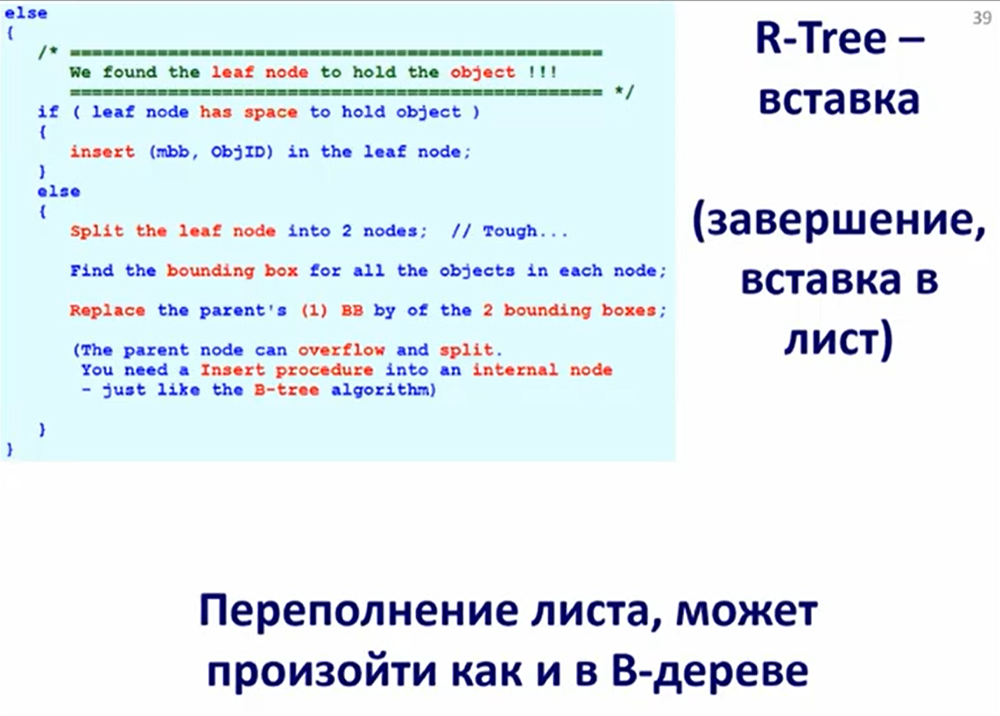 else
{
/* =================================================
We found the leaf node to hold the object !!!
================================================= */
if ( leaf node has space to hold object )
{
insert (mbb, ObjID) in the leaf node;
}
else
{
Split the leaf node into 2 nodes;  // Tough...
Find the bounding box for all the objects in each node;
Replace the parent's (1) BB by of the 2 bounding boxes;
(The parent node can overflow and split.
You need a Insert procedure into an internal node
- just like the B-tree algorithm)
}
}
39
R-Tree –
вставка
(завершение,
вставка в
лист)
Переполнение листа, может
произойти как и в В-дереве